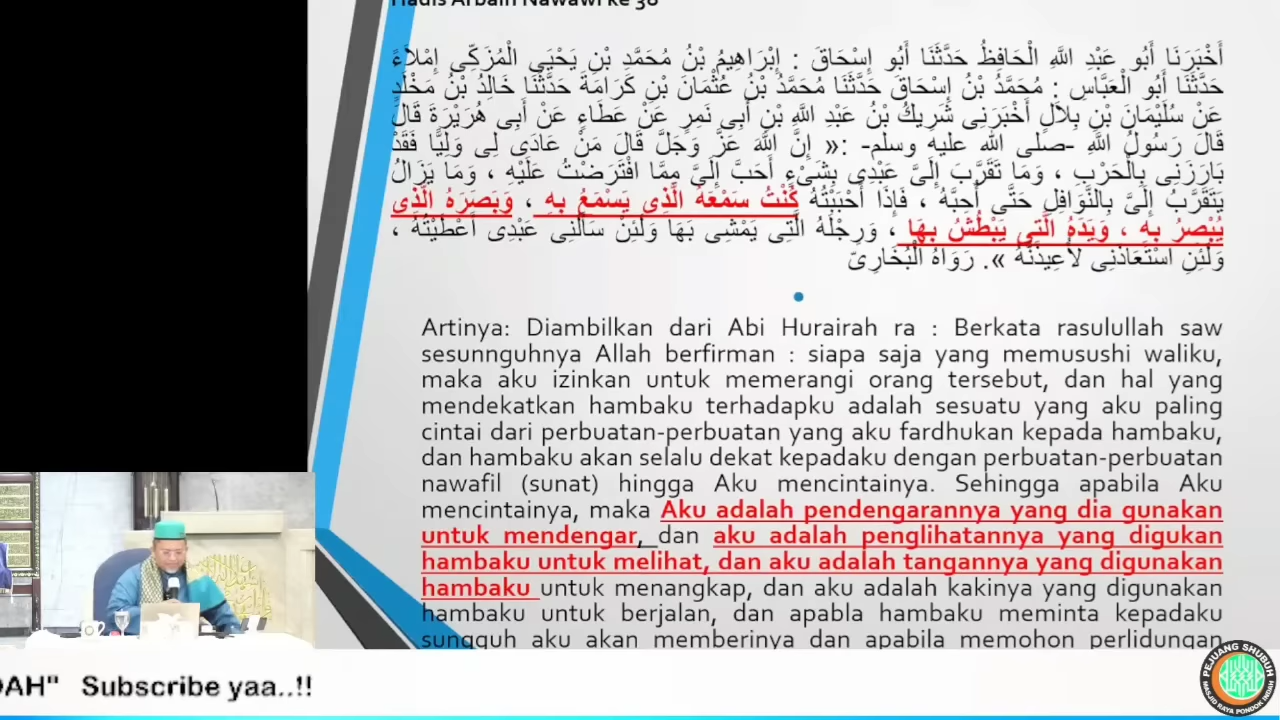 Hadis Arbain Nawawi ke 38
أَخْبَرَنَا أَبُو عَبْدِ اللَّهِ الْحَافِظُ حَدَّثَنَا أَبُو إِسْحَاقَ : إِبْرَاهِيمُ بْنُ مُحَمَّدِ بْنِ يَحْيَى الْمُزَكِّى إِمْلاَءً
حَدَّثَنَا أَبُو الْعَبَّاسِ : مُحَمَّدُ بْنُ إِسْحَاقَ حَدَّثَنَا مُحَمَّدُ بْنُ عُثْمَانَ بْنِ كَرَامَةَ حَدَّثَنَا خَالِدُ بْنُ مَخْلَدٍ
عَنْ سُلَيْمَانَ بْنِ بِلاَلٍ أَخْبَرَنِى شَرِيكُ بْنُ عَبْدِ اللَّهِ بْنِ أَبِى نَمِرٍ عَنْ عَطَاءٍ عَنْ أَبِى هُرَيْرَةَ قَالَ
قَالَ رَسُولُ اللَّهِ -صلى الله عليه وسلم- :« إِنَّ اللَّهَ عَزَّ وَجَلَّ قَالَ مَنْ عَادَى لِى وَلِيًّا فَقَدْ
بَارَزَنِى بِالْحَرْبِ ، وَمَا تَقَرَّبَ إِلَىَّ عَبْدِى بِشَىْءٍ أَحَبَّ إِلَىَّ مِمَّا افْتَرَضْتُ عَلَيْهِ ، وَمَا يَزَالُ
يَتَقَرَّبُ إِلَىَّ بِالنَّوَافِلِ حَتَّى أُحِبَّهُ ، فَإِذَا أَحْبَبْتُهُ كُنْتُ سَمْعَهُ الَّذِى يَسْمَعُ بِهِ ، وَبَصَرَهُ الَّذِى
يُبْصِرُ بِهِ ، وَيَدَهُ الَّتِى يَبْطُشُ بِهَا ، وَرِجْلَهُ الَّتِى يَمْشِى بَهَا وَلَئِنْ سَأَلَنِى عَبْدِى أَعْطَيْتُهُ ،
وَلَئِنِ اسْتَعَاذَنِى لأُعِيذَنَّهُ ». رَوَاهُ الْبُخَارِىُّ
Artinya: Diambilkan dari Abi Hurairah ra : Berkata rasulullah saw
sesunnguhnya Allah berfirman : siapa saja yang memusushi waliku,
maka aku izinkan untuk memerangi orang tersebut, dan hal yang
mendekatkan hambaku terhadapku adalah sesuatu yang aku paling
cintai dari perbuatan-perbuatan yang aku fardhukan kepada hambaku,
dan hambaku akan selalu dekat kepadaku dengan perbuatan-perbuatan
nawafil (sunat) hingga Aku mencintainya. Sehingga apabila Aku
mencintainya, maka Aku adalah pendengarannya yang dia gunakan
untuk mendengar, dan aku adalah penglihatannya yang digukan
hambaku untuk melihat, dan aku adalah tangannya yang digunakan
hambaku untuk menangkap, dan aku adalah kakinya yang digunakan
hambaku untuk berjalan, dan apabla hambaku meminta kepadaku
sungguh aku akan memberinya dan apabila memohon perlidungan
DAH" Subscribe yaa..!!
PEJUANG SHUBUH
MASJID RAYA PONDOK INDAH